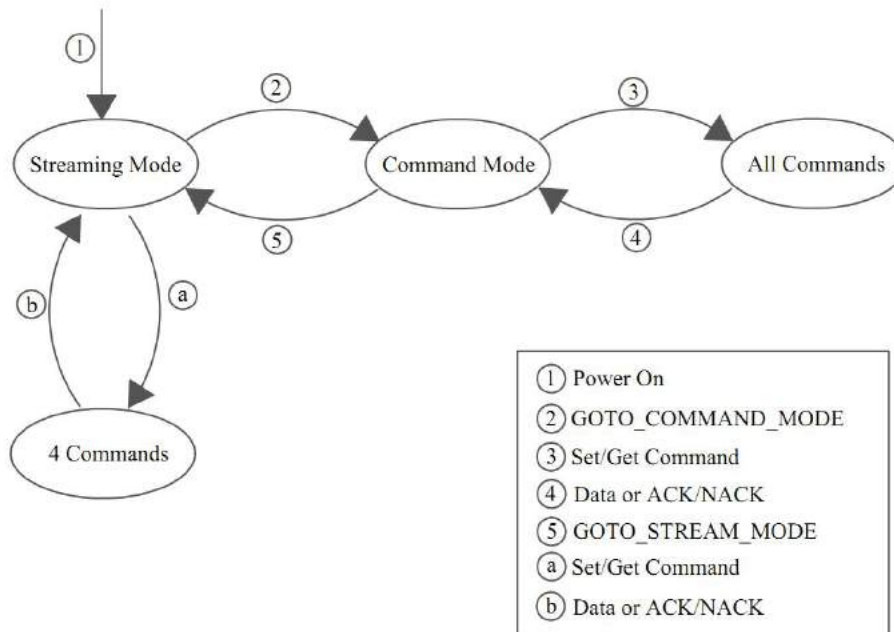 1
2
3
Streaming Mode
Command Mode
All Commands
5
4
b
a
4 Commands
1 Power On
2 GOTO_COMMAND_MODE
3 Set/Get Command
4 Data or ACK/NACK
5 GOTO_STREAM_MODE
a Set/Get Command
b Data or ACK/NACK